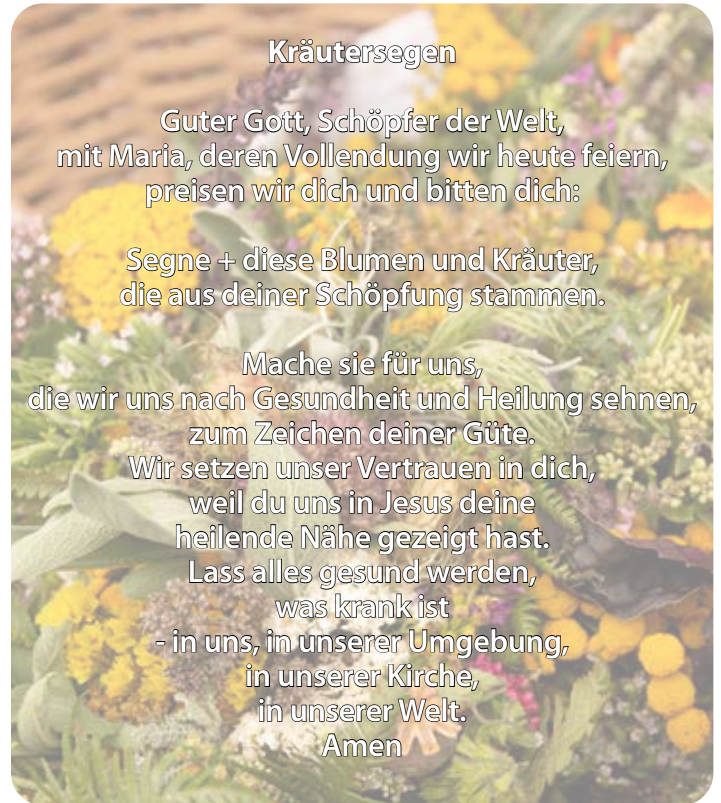 Kräutersegen
Guter Gott, Schöpfer der Welt,
mit Maria, deren Vollendung wir heute feiern,
preisen wir dich und bitten dich:
Segne + diese Blumen und Kräuter,
die aus deiner Schöpfung stammen.
Mache sie für uns,
die wir uns nach Gesundheit und Heilung sehnen,
zum Zeichen deiner Güte.
Wir setzen unser Vertrauen in dich,
weil du uns in Jesus deine
heilende Nähe gezeigt hast.
Lass alles gesund werden,
was krank ist
- in uns, in unserer Umgebung,
in unserer Kirche,
in unserer Welt.
Amen